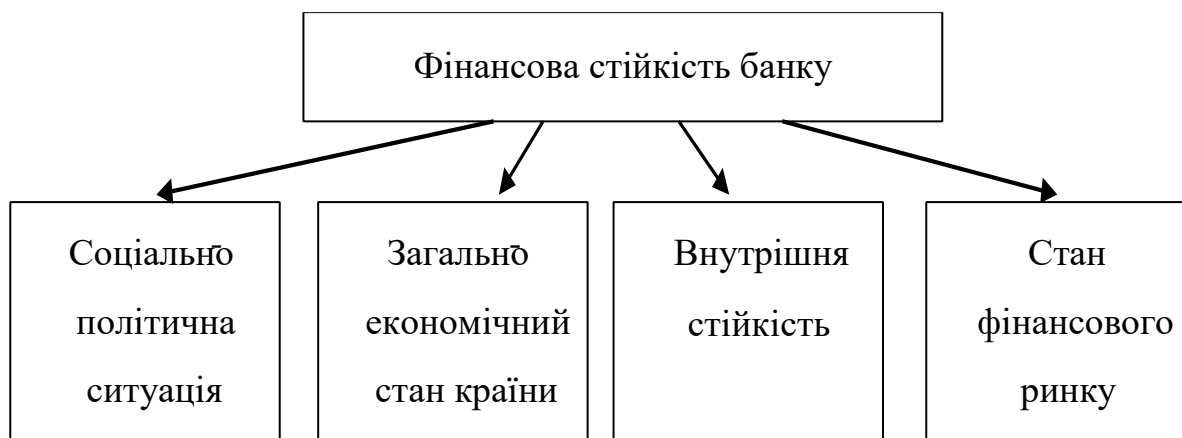 Фінансова стійкість банку
Соціально-
політична
ситуація
Загально-
економічний
стан країни
Внутрішня
стійкість
Стан
фінансового
ринку